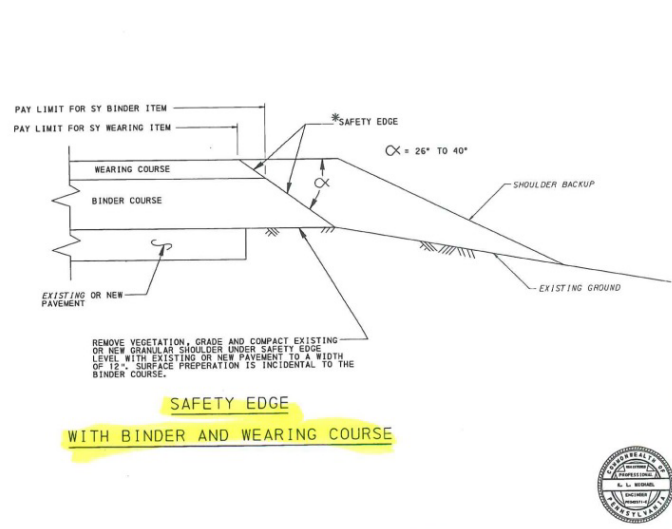 PAY LIMIT FOR SY BINDER ITEM
PAY LIMIT FOR SY WEARING ITEM
*SAFETY EDGE
∝ = 26° TO 40°
WEARING COURSE
∝
BINDER COURSE
SHOULDER BACKUP
EXISTING OR NEW
PAVEMENT
EXISTING GROUND
REMOVE VEGETATION, GRADE AND COMPACT EXISTING
OR NEW GRANULAR SHOULDER UNDER SAFETY EDGE
LEVEL WITH EXISTING OR NEW PAVEMENT TO A WIDTH
OF 12". SURFACE PREPERATION IS INCIDENTAL TO THE
BINDER COURSE.
SAFETY EDGE
WITH BINDER AND WEARING COURSE
COMMONWEALTH OF
REGISTERED
PROFESSIONAL
MICHAEL
ENGINEER
PENNSYLVANIA